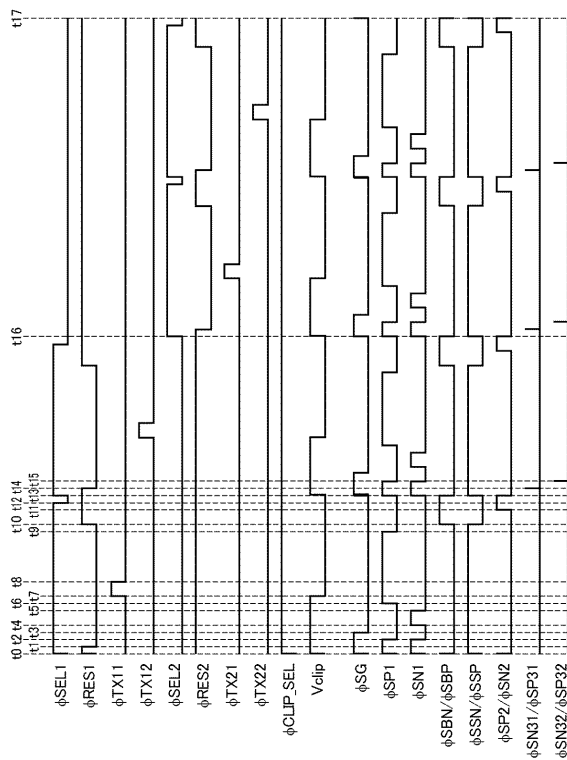 t0 t1 t2 t3 t4 t5 t6 t7 t8 t9 t10 t11 t12 t13 t14 t15 t16 t17
ϕSEL1
ϕRES1
ϕTX11
ϕTX12
ϕSEL2
ϕRES2
ϕTX21
ϕTX22
ϕCLIP_SEL
Vclip
ϕSG
ϕSP1
ϕSN1
ϕSBN/ϕSBP
ϕSSN/ϕSSP
ϕSP2/ϕSN2
ϕSN31/ϕSP31
ϕSN32/ϕSP32